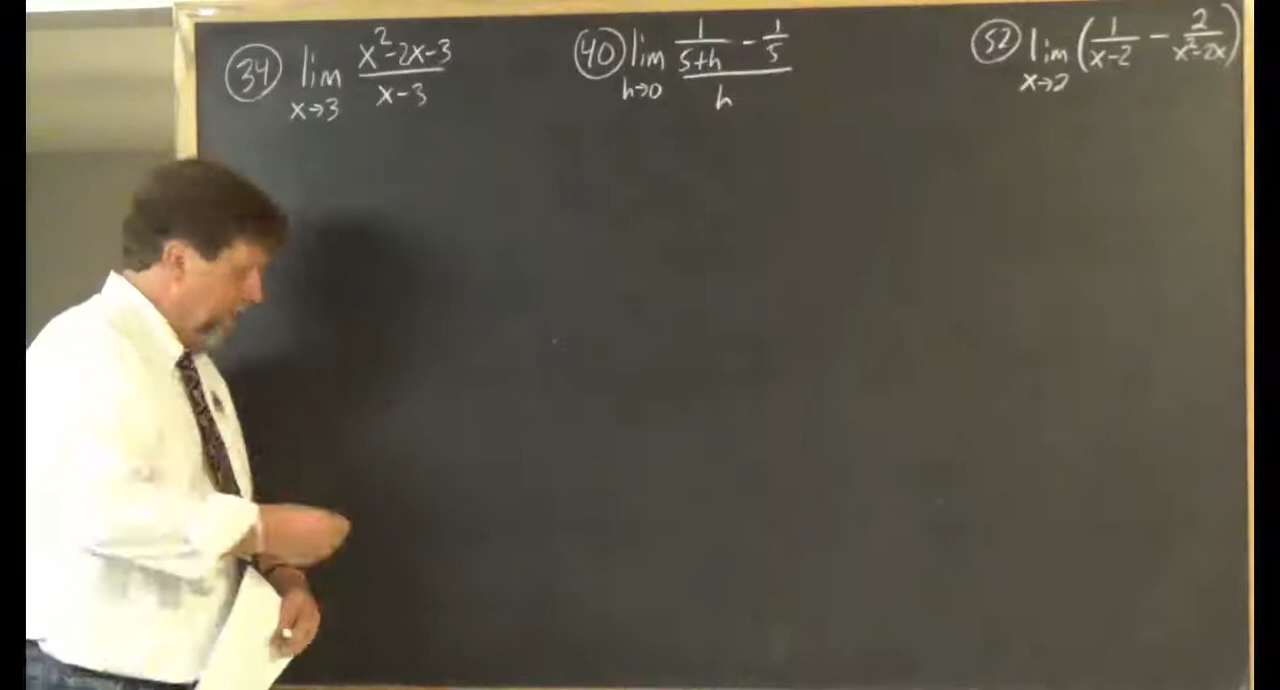 (34) lim x→3 (x²-2x-3)/(x-3)
(40) lim h→0 (1/(5+h) - 1/5)/h
(52) lim x→2 (1/(x-2) - 2/(x²-2x))